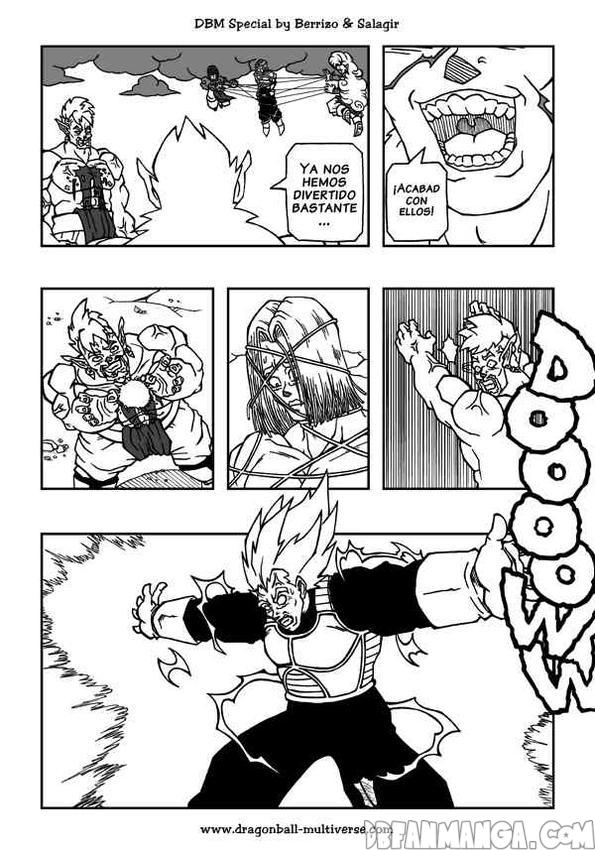 DBM Special by Berrizo & Salagir
YA NOS
HEMOS
DIVERTIDO
BASTANTE
...
¡ACABAD
CON
ELLOS!
DOOOOWWW
www.dragonball-multiverse.com
DBFANMANGA.COM